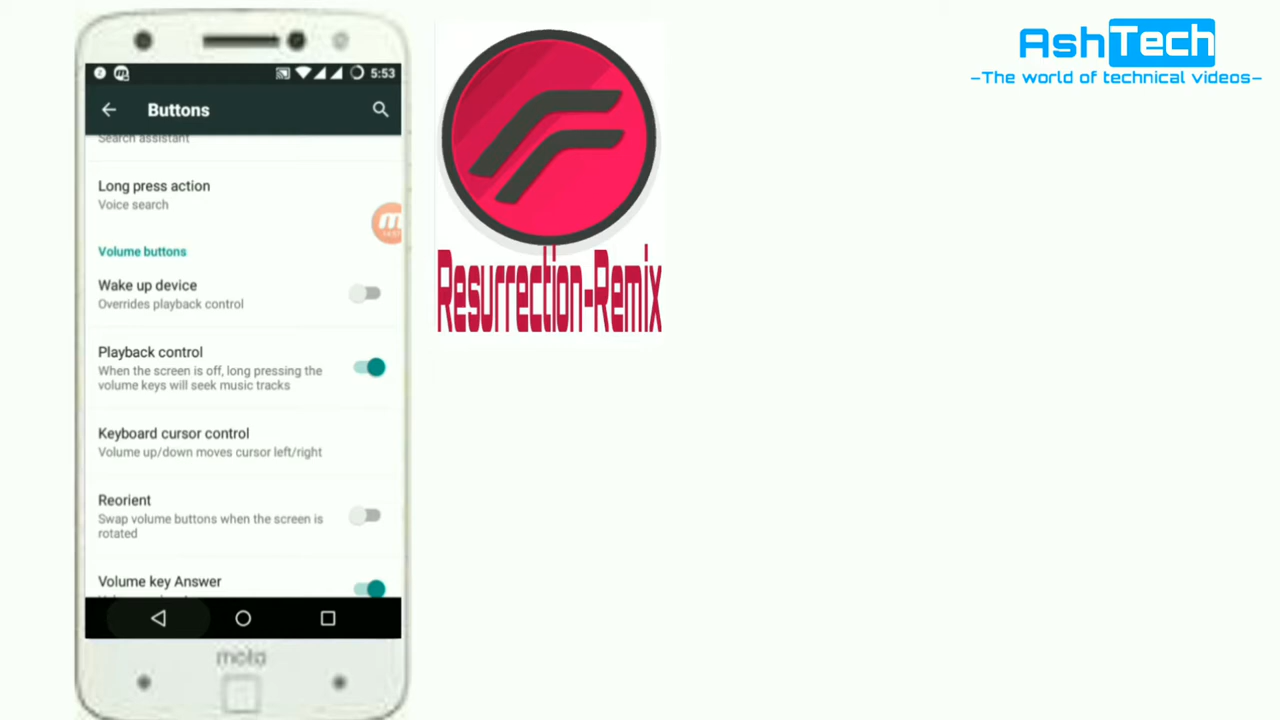 5:53
Buttons
Search assistant
Long press action
Voice search
Volume buttons
Wake up device
Overrides playback control
Playback control
When the screen is off, long pressing the
volume keys will seek music tracks
Keyboard cursor control
Volume up/down moves cursor left/right
Reorient
Swap volume buttons when the screen is
rotated
Volume key Answer
moto
Resurrection-Remix
AshTech
-The world of technical videos-